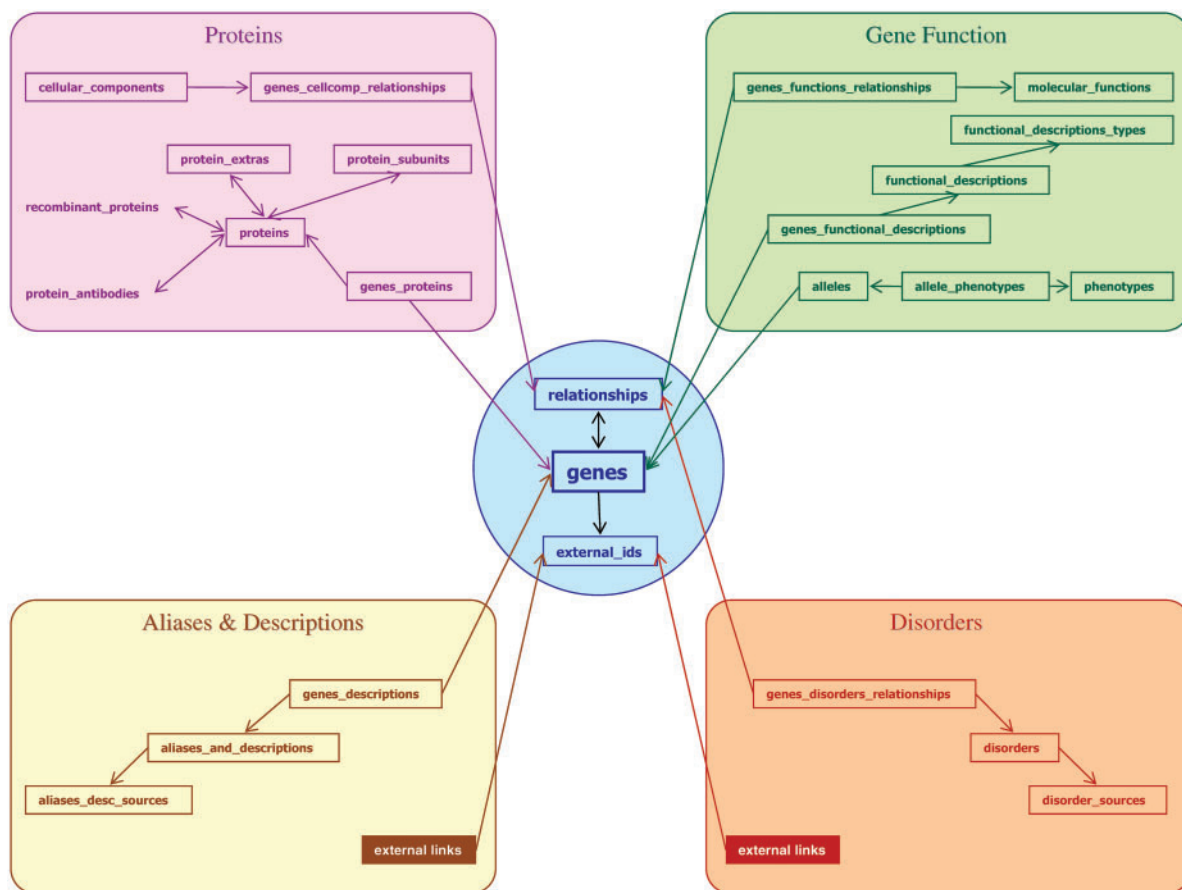 Proteins
cellular_components
genes_cellcomp_relationships
protein_extras
protein_subunits
recombinant_proteins
proteins
protein_antibodies
genes_proteins
Gene Function
genes_functions_relationships
molecular_functions
functional_descriptions_types
functional_descriptions
genes_functional_descriptions
alleles
allele_phenotypes
phenotypes
relationships
genes
external_ids
Aliases & Descriptions
genes_descriptions
aliases_and_descriptions
aliases_desc_sources
external links
Disorders
genes_disorders_relationships
disorders
disorder_sources
external links